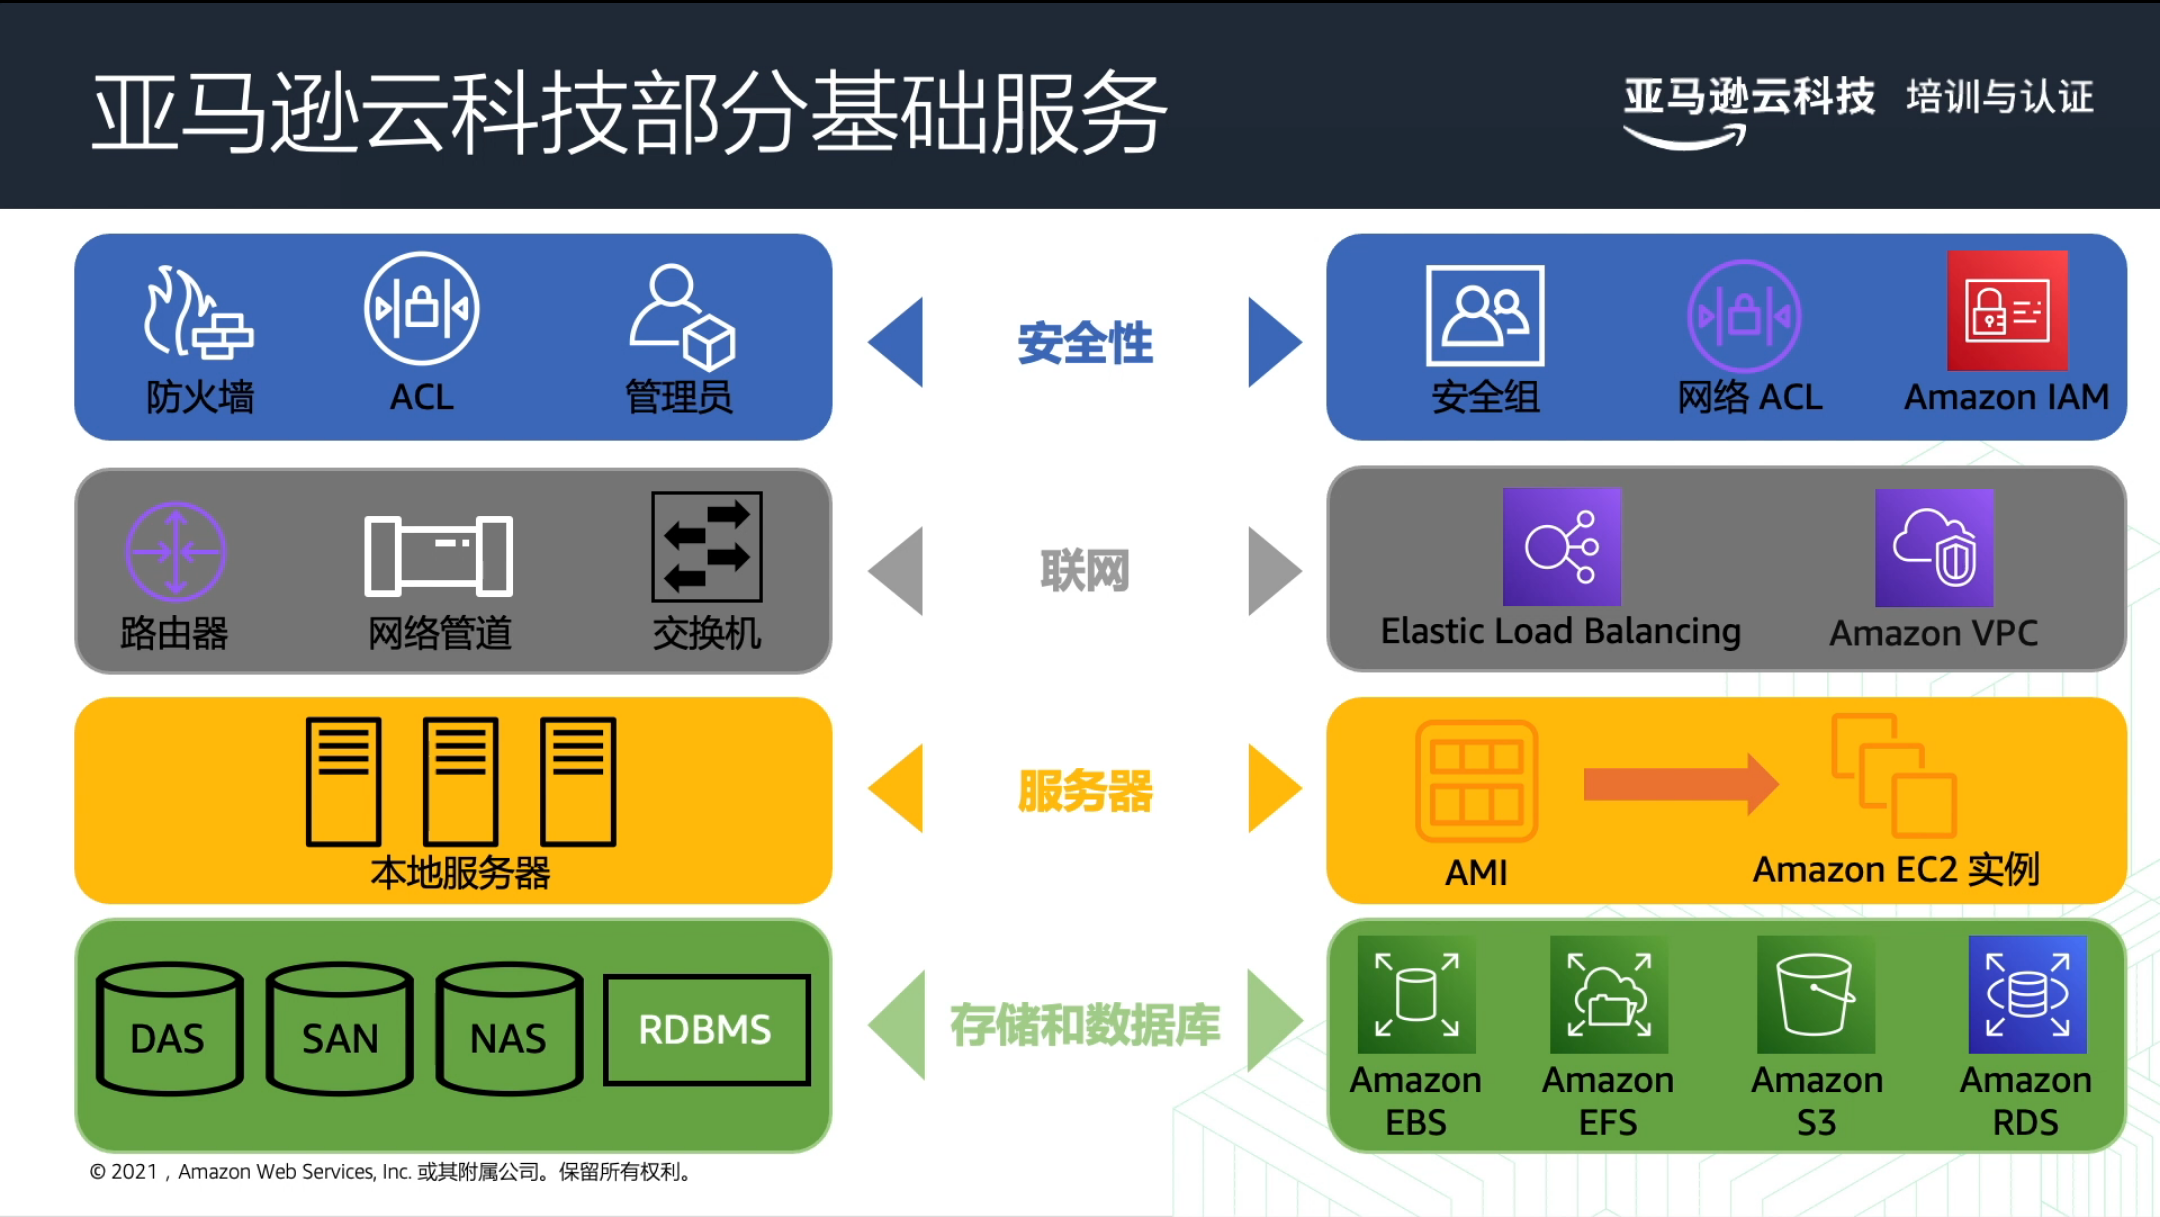 亚马逊云科技部分基础服务
亚马逊云科技 培训与认证
防火墙 ACL 管理员
安全性
安全组 网络 ACL Amazon IAM
路由器 网络管道 交换机
联网
Elastic Load Balancing Amazon VPC
本地服务器
服务器
AMI Amazon EC2 实例
DAS SAN NAS RDBMS
存储和数据库
Amazon EBS
Amazon EFS
Amazon S3
Amazon RDS
© 2021，Amazon Web Services, Inc. 或其附属公司。保留所有权利。